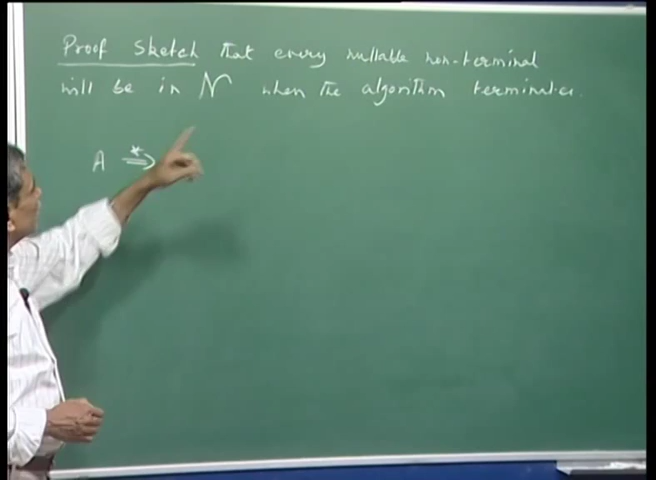 Proof Sketch that every nullable non-terminal
will be in N when the algorithm terminates.
A *⇒